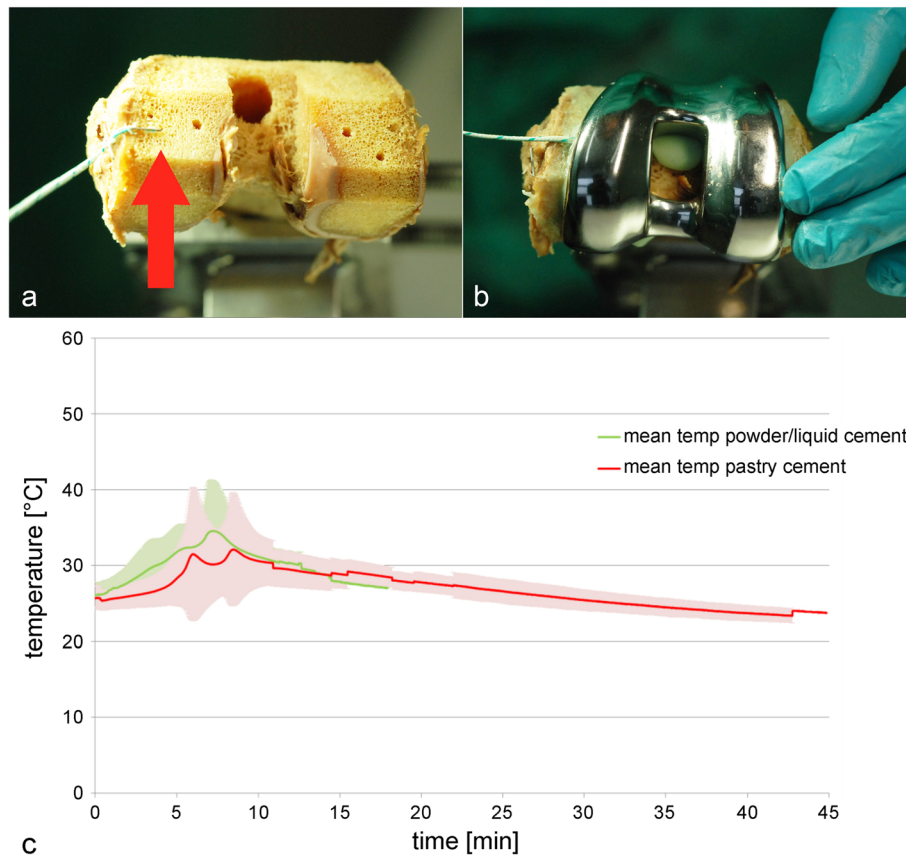 a
b
60
50
40
30
20
10
0
temperature [°C]
mean temp powder/liquid cement
mean temp pastry cement
0 5 10 15 20 25 30 35 40 45
time [min]
c